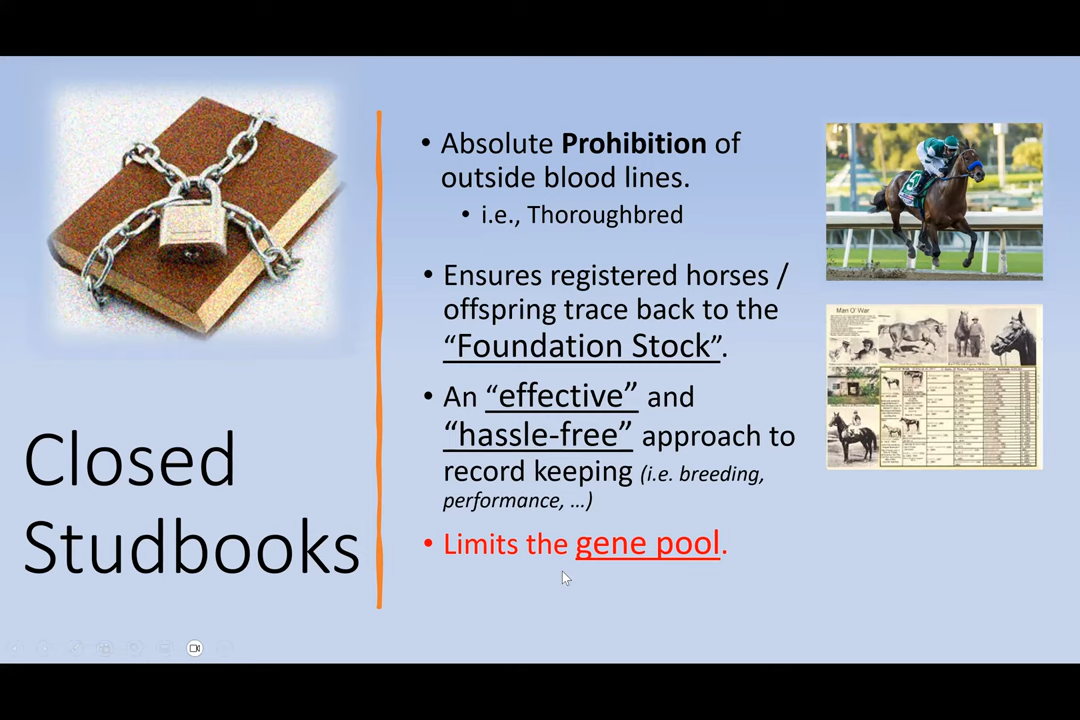 Closed
Studbooks
• Absolute Prohibition of
outside blood lines.
• i.e., Thoroughbred
• Ensures registered horses /
offspring trace back to the
“Foundation Stock”.
• An “effective” and
“hassle-free” approach to
record keeping (i.e. breeding,
performance, …)
• Limits the gene pool.
5
Man O' War